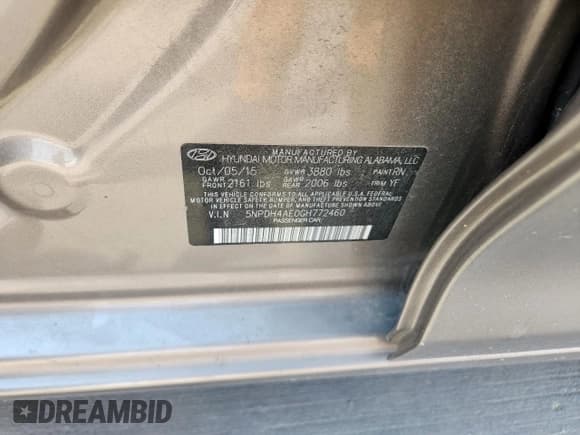 MANUFACTURED BY
HYUNDAI MOTOR MANUFACTURING ALABAMA, LLC
Oct/05/15 GVWR 3880 lbs PAINT RN
GAWR FRONT 2161 lbs GAWR REAR 2006 lbs TRIM YF
THIS VEHICLE CONFORMS TO ALL APPLICABLE U.S.A FEDERAL
MOTOR VEHICLE SAFETY, BUMPER, AND THEFT PREVENTION STANDARDS
IN EFFECT ON THE DATE OF MANUFACTURE SHOWN ABOVE.
V.I.N 5NPDH4AE0GH772460
PASSENGER CAR
DREAMBID